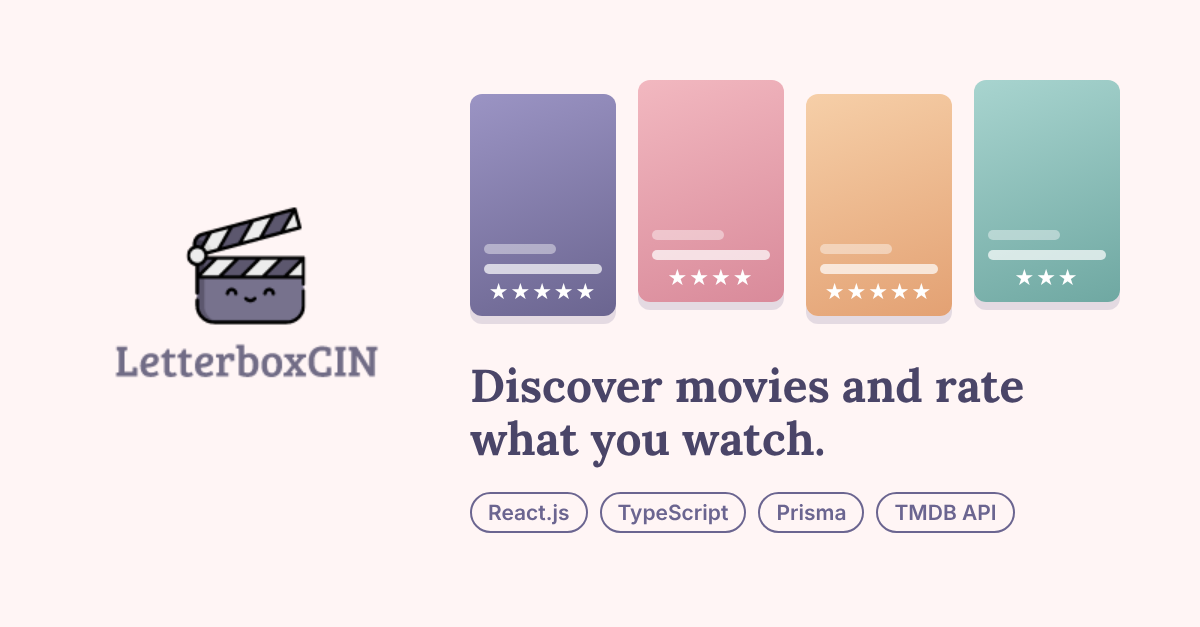 LetterboxCIN
★★★★★
★★★★
★★★★★
★★★
Discover movies and rate
what you watch.
React.js
TypeScript
Prisma
TMDB API